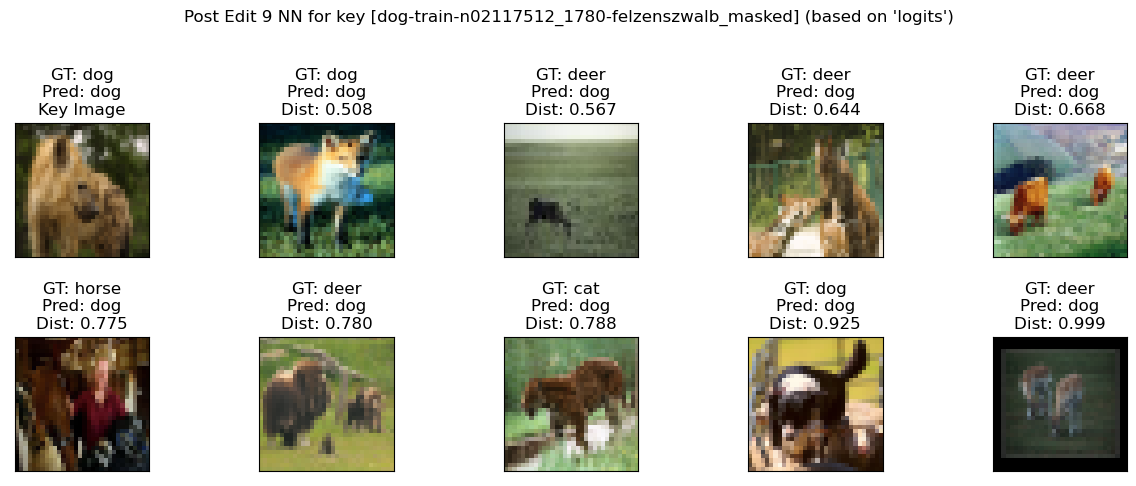 Post Edit 9 NN for key [dog-train-n02117512_1780-felzenszwalb_masked] (based on 'logits')
GT: dog
Pred: dog
Key Image
GT: dog
Pred: dog
Dist: 0.508
GT: deer
Pred: dog
Dist: 0.567
GT: deer
Pred: dog
Dist: 0.644
GT: deer
Pred: dog
Dist: 0.668
GT: horse
Pred: dog
Dist: 0.775
GT: deer
Pred: dog
Dist: 0.780
GT: cat
Pred: dog
Dist: 0.788
GT: dog
Pred: dog
Dist: 0.925
GT: deer
Pred: dog
Dist: 0.999